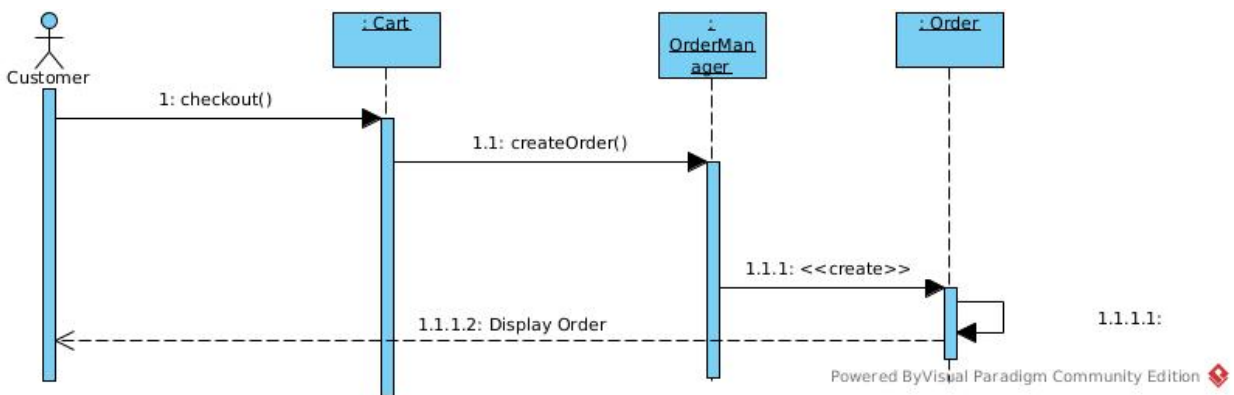 : Cart
:
OrderMan
ager
: Order
Customer
1: checkout()
1.1: createOrder()
1.1.1: <<create>>
1.1.1.1:
1.1.1.2: Display Order
Powered ByVisual Paradigm Community Edition